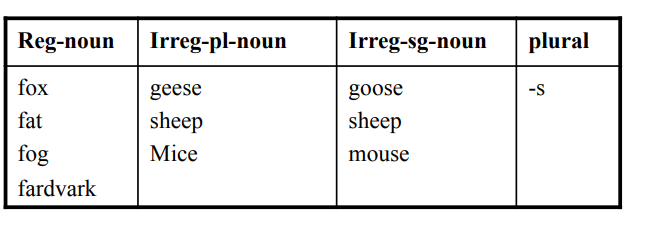 Reg-noun Irreg-pl-noun Irreg-sg-noun plural
fox geese goose -s
fat sheep sheep
fog Mice mouse
fardvark